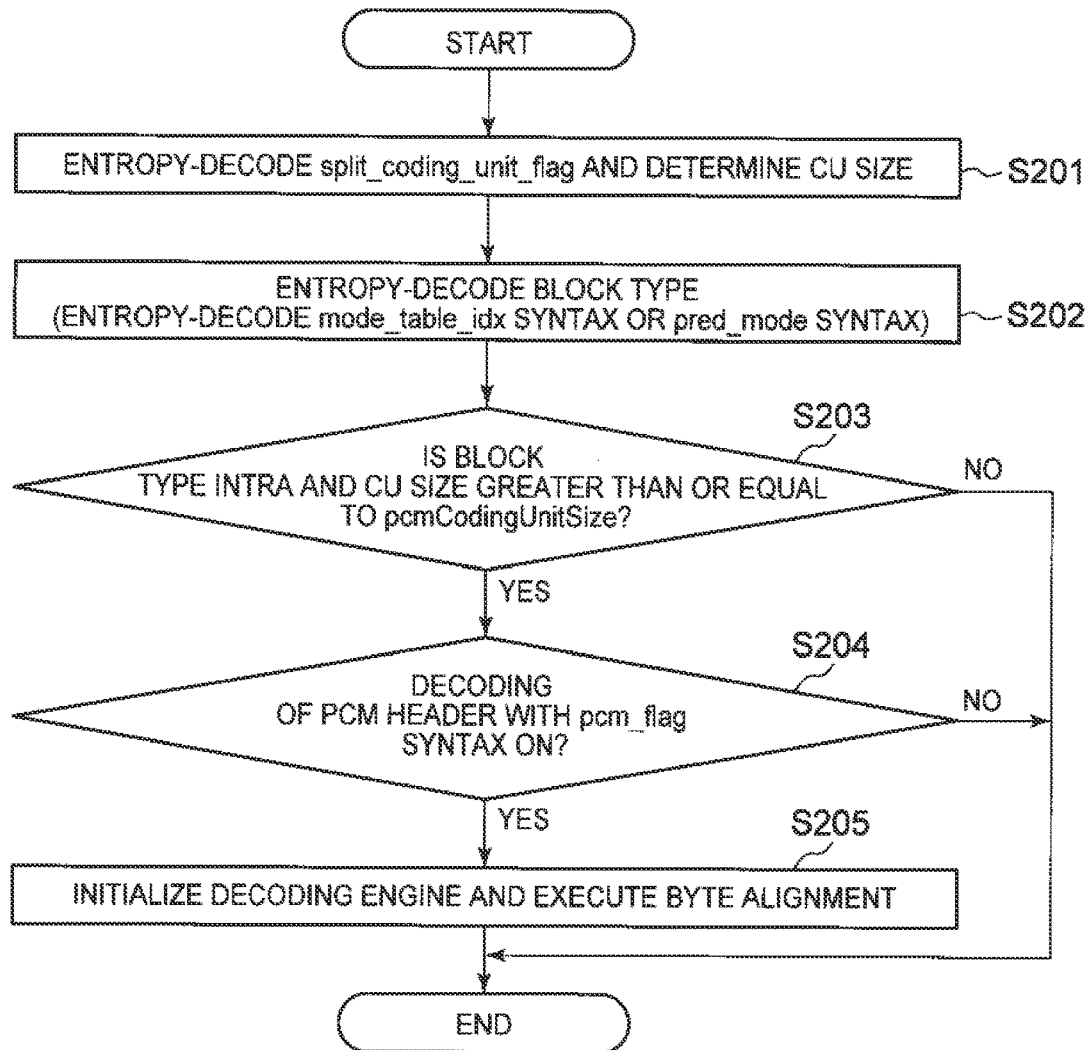 START
ENTROPY-DECODE split_coding_unit_flag AND DETERMINE CU SIZE
S201
ENTROPY-DECODE BLOCK TYPE
(ENTROPY-DECODE mode_table_idx SYNTAX OR pred_mode SYNTAX)
S202
S203
IS BLOCK
TYPE INTRA AND CU SIZE GREATER THAN OR EQUAL
TO pcmCodingUnitSize?
NO
YES
S204
DECODING
OF PCM HEADER WITH pcm_flag
SYNTAX ON?
NO
YES
S205
INITIALIZE DECODING ENGINE AND EXECUTE BYTE ALIGNMENT
END